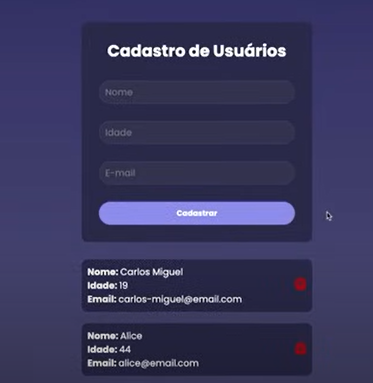 Cadastro de Usuários
Nome
Idade
E-mail
Cadastrar
Nome: Carlos Miguel
Idade: 19
Email: carlos-miguel@email.com
Nome: Alice
Idade: 44
Email: alice@email.com